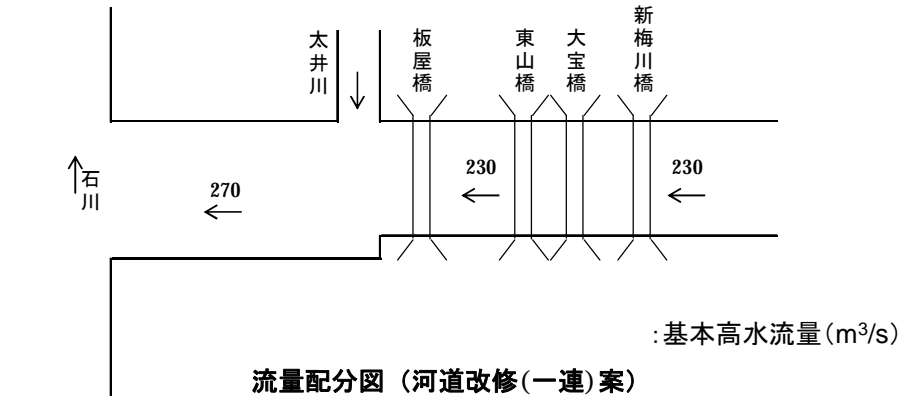 新梅川橋
太井川
板屋橋
東山橋
大宝橋
230
230
石川
270
:基本高水流量(m³/s)
流量配分図（河道改修(一連)案）